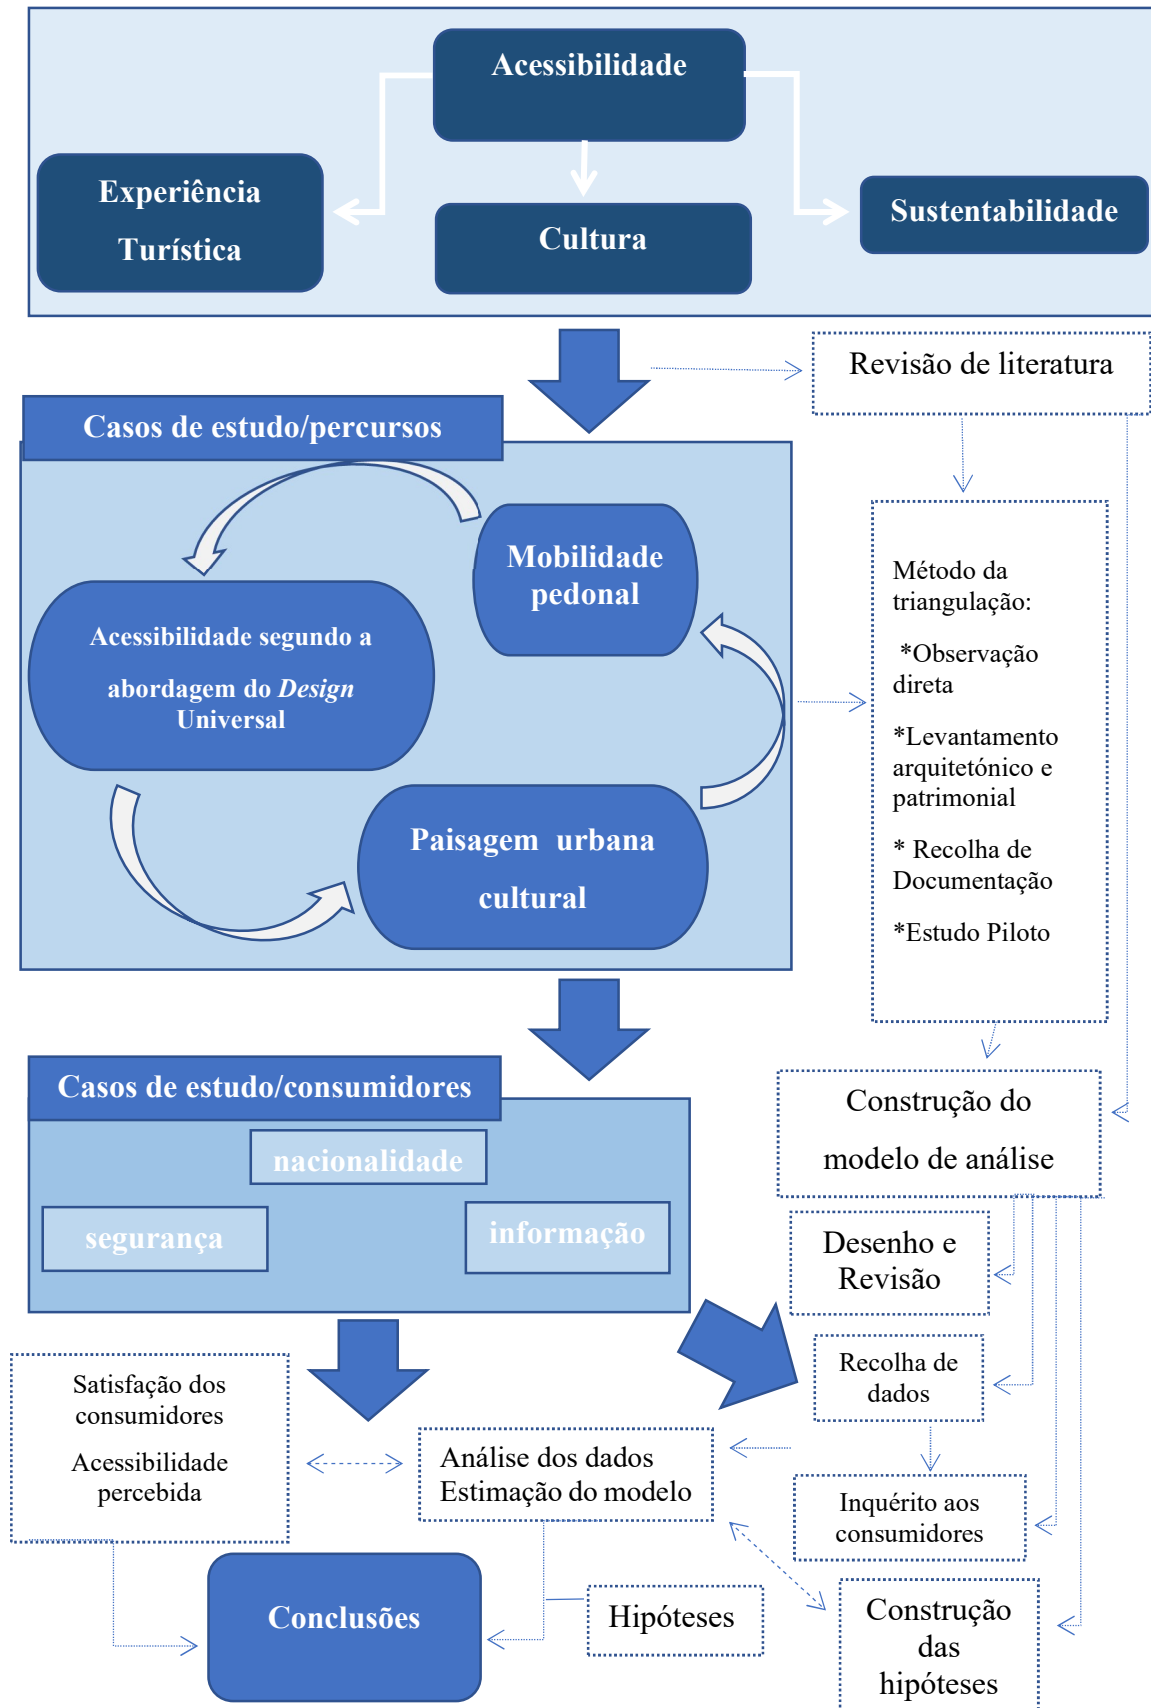 Acessibilidade
Experiência
Turística
Cultura
Sustentabilidade
Revisão de literatura
Casos de estudo/percursos
Mobilidade
pedonal
Acessibilidade segundo a
abordagem do Design
Universal
Paisagem urbana
cultural
Método da
triangulação:
*Observação
direta
*Levantamento
arquitetónico e
patrimonial
* Recolha de
Documentação
*Estudo Piloto
Casos de estudo/consumidores
nacionalidade
segurança
informação
Construção do
modelo de análise
Desenho e
Revisão
Recolha de
dados
Satisfação dos
consumidores
Acessibilidade
percebida
Análise dos dados
Estimação do modelo
Inquérito aos
consumidores
Conclusões
Hipóteses
Construção
das
hipóteses